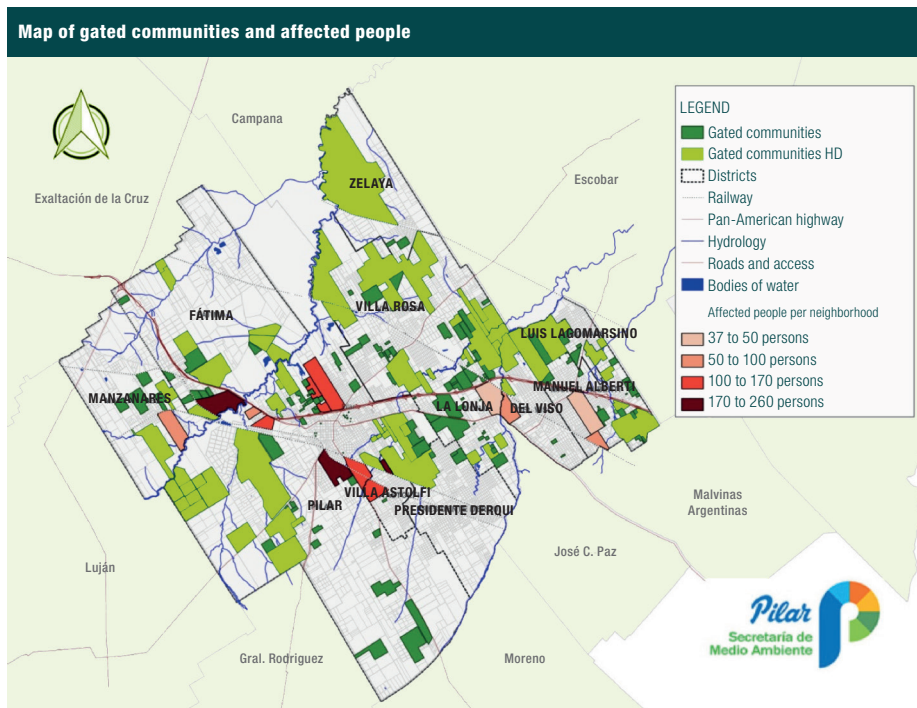 Map of gated communities and affected people
Campana
Exaltación de la Cruz
Escobar
ZELAYA
FÁTIMA
VILLA ROSA
LUIS LAGOMARSINO
MANZANARES
MANUEL ALBERTI
LA LONJA
DEL VISO
VILLA ASTOLFI
PILAR
PRESIDENTE DERQUI
Malvinas
Argentinas
José C. Paz
Luján
Gral. Rodriguez
Moreno
LEGEND
Gated communities
Gated communities HD
Districts
Railway
Pan-American highway
Hydrology
Roads and access
Bodies of water
Affected people per neighborhood
37 to 50 persons
50 to 100 persons
100 to 170 persons
170 to 260 persons
Pilar
Secretaría de
Medio Ambiente